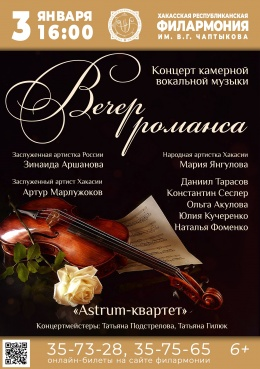 3 ЯНВАРЯ
16:00
ХАКАССКАЯ РЕСПУБЛИКАНСКАЯ
ФИЛАРМОНИЯ
ИМ. В.Г. ЧАПТЫКОВА
Концерт камерной
вокальной музыки
Вечер
романса
Заслуженная артистка России
Зинаида Аршанова
Заслуженный артист Хакасии
Артур Марлужоков
Народная артистка Хакасии
Мария Янгулова
Даниил Тарасов
Константин Сеслер
Ольга Акулова
Юлия Кучеренко
Наталья Фоменко
«Astrum-квартет»
Концертмейстеры: Татьяна Подстрелова, Татьяна Гилюк
35-73-28, 35-75-65
онлайн-билеты на сайте филармонии
6+